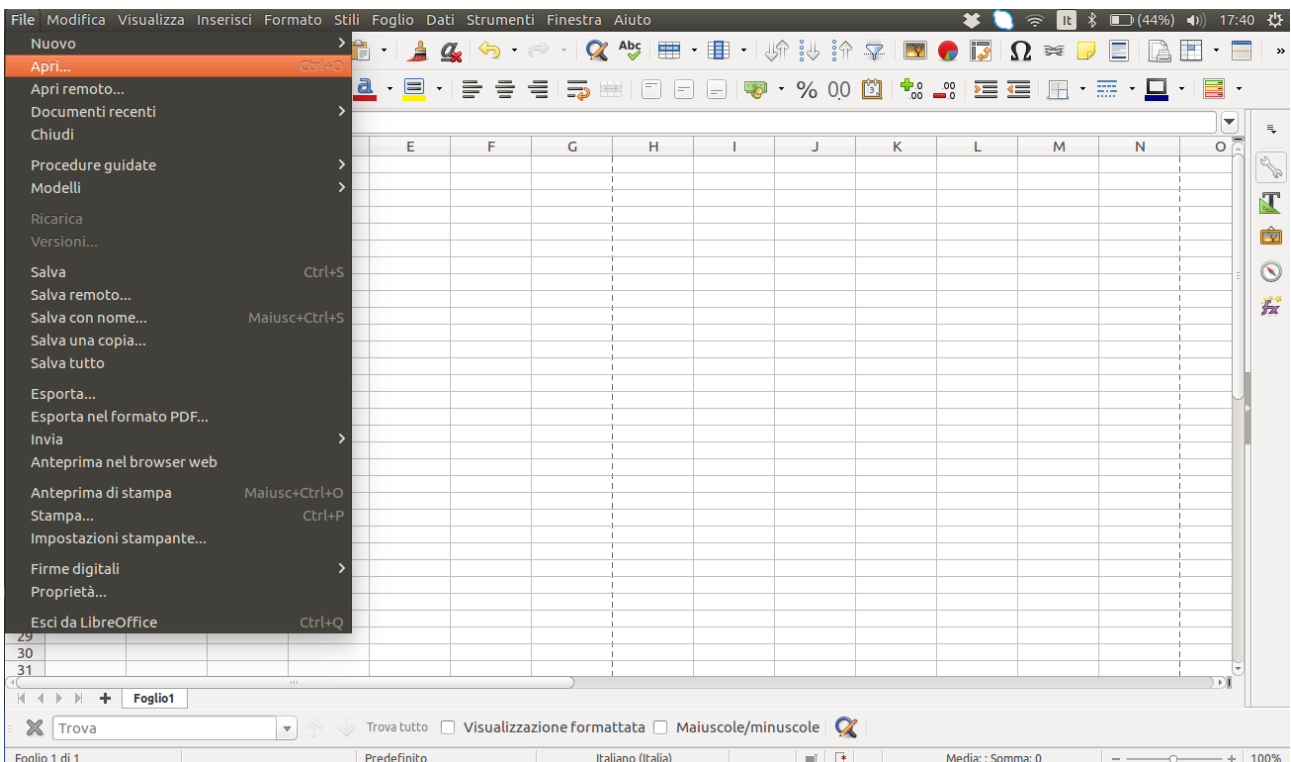 File Modifica Visualizza Inserisci Formato Stili Foglio Dati Strumenti Finestra Aiuto It (44%) 17:40
Nuovo
Apri... Ctrl+O
Apri remoto...
Documenti recenti
Chiudi
Procedure guidate
Modelli
Ricarica
Versioni...
Salva Ctrl+S
Salva remoto...
Salva con nome... Maiusc+Ctrl+S
Salva una copia...
Salva tutto
Esporta...
Esporta nel formato PDF...
Invia
Anteprima nel browser web
Anteprima di stampa Maiusc+Ctrl+O
Stampa... Ctrl+P
Impostazioni stampante...
Firme digitali
Proprietà...
Esci da LibreOffice Ctrl+Q
E F G H I J K L M N O
29
30
31
Foglio1
Trova Trova tutto Visualizzazione formattata Maiuscole/minuscole
Foglio 1 di 1 Predefinito Italiano (Italia) Media: ; Somma: 0 100%